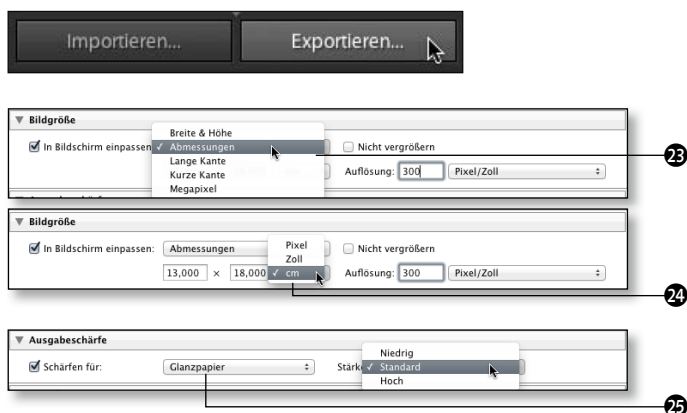 Importieren... Exportieren...
▼ Bildgröße
Breite & Höhe
In Bildschirm einpassen ✓ Abmessungen Nicht vergrößern
Lange Kante
Kurze Kante Auflösung: 300 Pixel/Zoll
Megapixel
23
▼ Bildgröße
In Bildschirm einpassen: Abmessungen Pixel Nicht vergrößern
Zoll
13,000 × 18,000 ✓ cm Auflösung: 300 Pixel/Zoll
24
▼ Ausgabeschärfe
Niedrig
Schärfen für: Glanzpapier Stärke ✓ Standard
Hoch
25